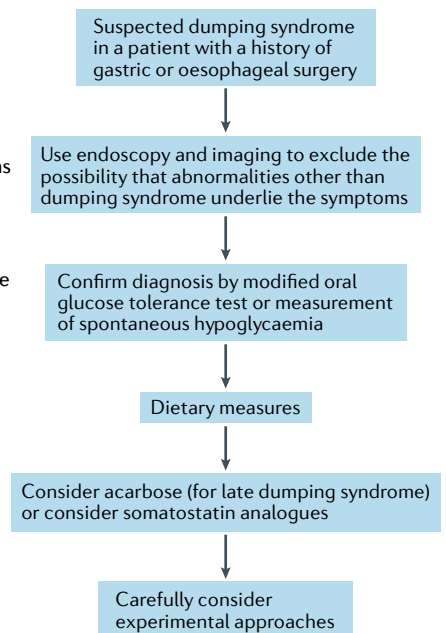 Suspected dumping syndrome
in a patient with a history of
gastric or oesophageal surgery
Use endoscopy and imaging to exclude the
possibility that abnormalities other than
dumping syndrome underlie the symptoms
Confirm diagnosis by modified oral
glucose tolerance test or measurement
of spontaneous hypoglycaemia
Dietary measures
Consider acarbose (for late dumping syndrome)
or consider somatostatin analogues
Carefully consider
experimental approaches